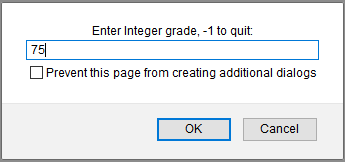 Enter Integer grade, -1 to quit:
75
Prevent this page from creating additional dialogs
OK
Cancel